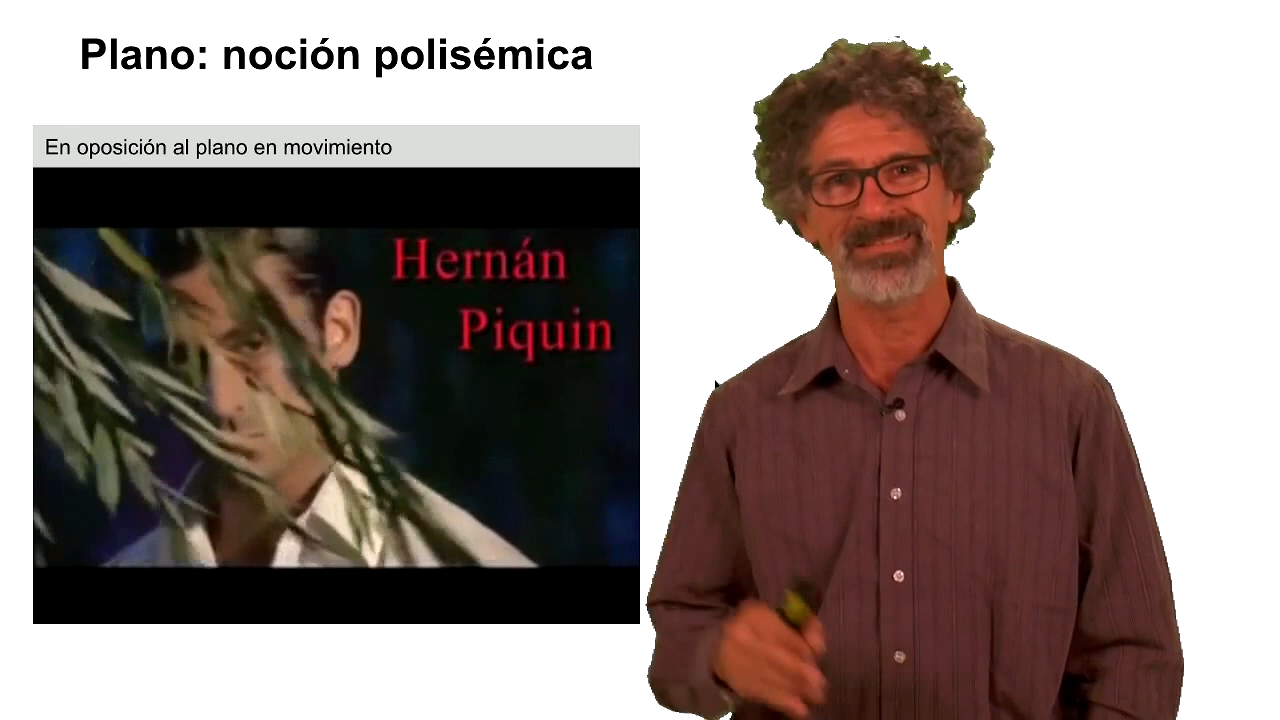 Plano: noción polisémica
En oposición al plano en movimiento
Hernán
Piquin